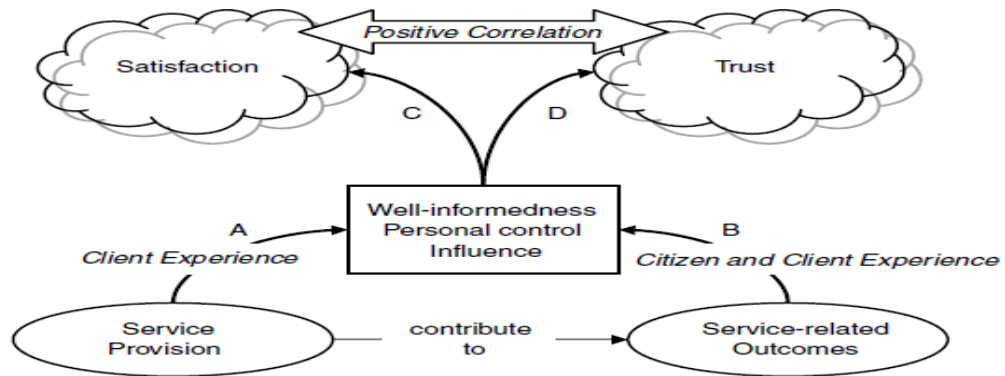 Positive Correlation
Satisfaction
Trust
C
D
Well-informedness
Personal control
Influence
A
B
Client Experience
Citizen and Client Experience
Service
Provision
contribute
to
Service-related
Outcomes